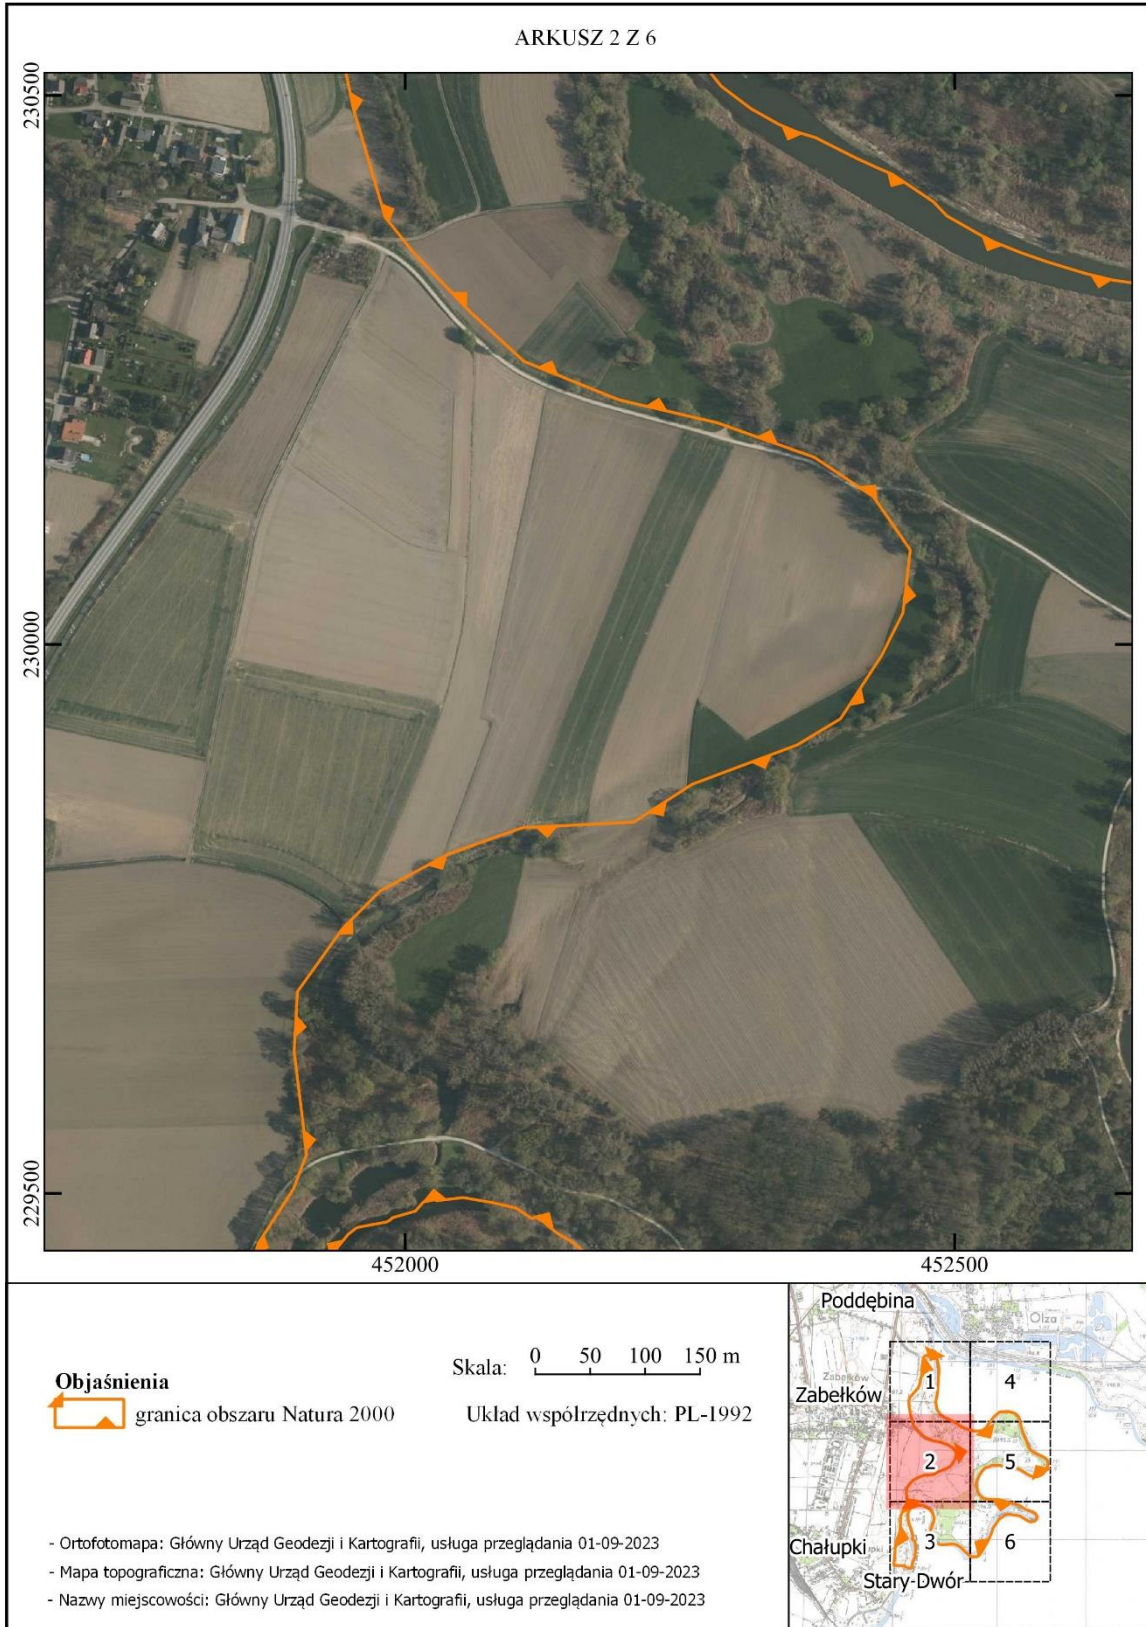 ARKUSZ 2 Z 6
230500
230000
229500
452000
452500
Objaśnienia
granica obszaru Natura 2000
Skala:
0 50 100 150 m
Układ współrzędnych: PL-1992
- Ortofotomapa: Główny Urząd Geodezji i Kartografii, usługa przeglądania 01-09-2023
- Mapa topograficzna: Główny Urząd Geodezji i Kartografii, usługa przeglądania 01-09-2023
- Nazwy miejscowości: Główny Urząd Geodezji i Kartografii, usługa przeglądania 01-09-2023
Poddębina
Olza
1
4
Zabełków
Zabełków
2
5
Chałupki
3
6
Stary-Dwór